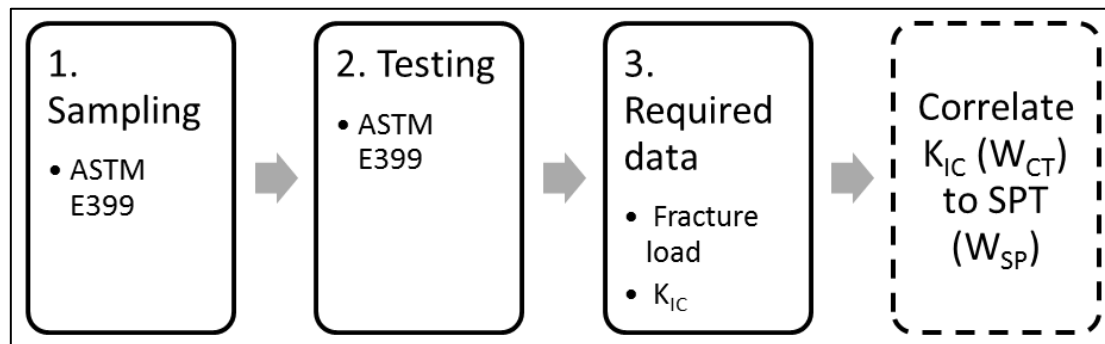 1.
Sampling
• ASTM
E399
2. Testing
• ASTM
E399
3.
Required
data
• Fracture
load
• K_IC
Correlate
K_IC (W_CT)
to SPT
(W_SP)